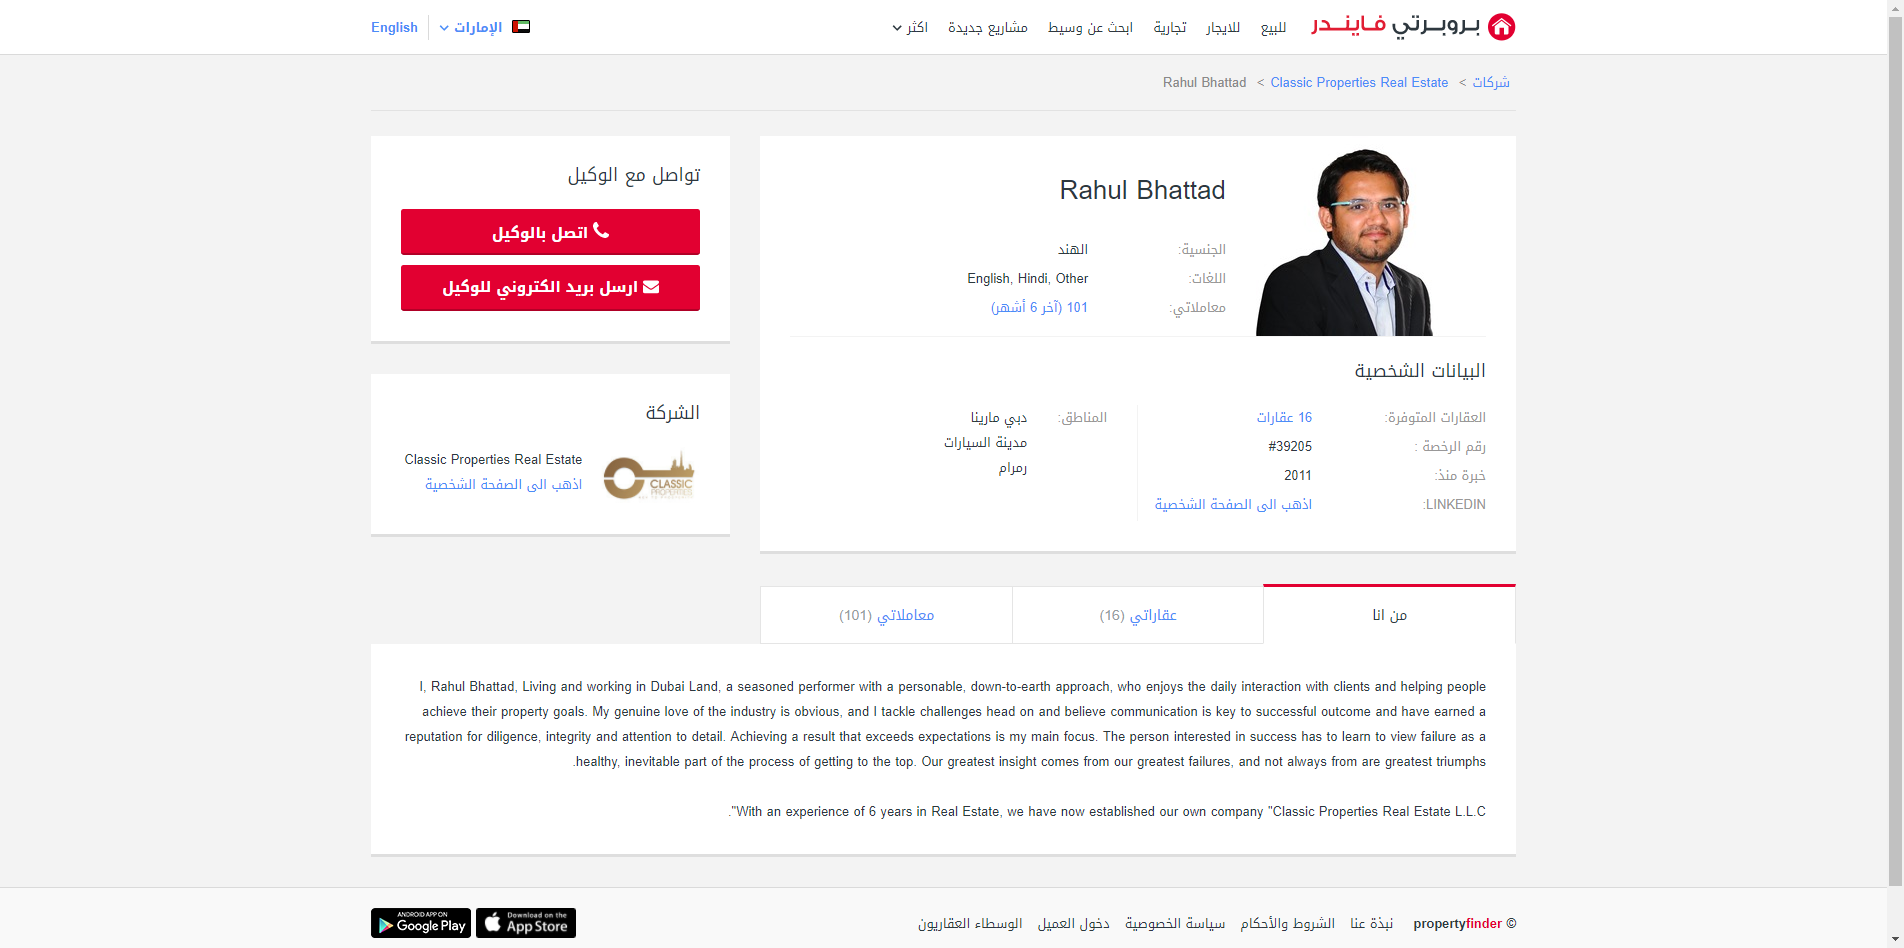 بروبرتي فايندر
للبيع
للايجار
تجارية
ابحث عن وسيط
مشاريع جديدة
اكثر
الإمارات
English
شركات > Classic Properties Real Estate > Rahul Bhattad
Rahul Bhattad
الجنسية: الهند
اللغات: English, Hindi, Other
معاملاتي: 101 (آخر 6 أشهر)
البيانات الشخصية
العقارات المتوفرة: 16 عقارات
رقم الرخصة : #39205
خبرة منذ: 2011
LINKEDIN: اذهب الى الصفحة الشخصية
المناطق: دبي مارينا
مدينة السيارات
رمرام
تواصل مع الوكيل
اتصل بالوكيل
ارسل بريد الكتروني للوكيل
الشركة
CLASSIC
PROPERTIES
Classic Properties Real Estate
اذهب الى الصفحة الشخصية
من انا
عقاراتي (16)
معاملاتي (101)
I, Rahul Bhattad, Living and working in Dubai Land, a seasoned performer with a personable, down-to-earth approach, who enjoys the daily interaction with clients and helping people
achieve their property goals. My genuine love of the industry is obvious, and I tackle challenges head on and believe communication is key to successful outcome and have earned a
reputation for diligence, integrity and attention to detail. Achieving a result that exceeds expectations is my main focus. The person interested in success has to learn to view failure as a
.healthy, inevitable part of the process of getting to the top. Our greatest insight comes from our greatest failures, and not always from are greatest triumphs
."With an experience of 6 years in Real Estate, we have now established our own company "Classic Properties Real Estate L.L.C
© propertyfinder
نبذة عنا
الشروط والأحكام
سياسة الخصوصية
دخول العميل
الوسطاء العقاريون
Download on the
App Store
ANDROID APP ON
Google Play